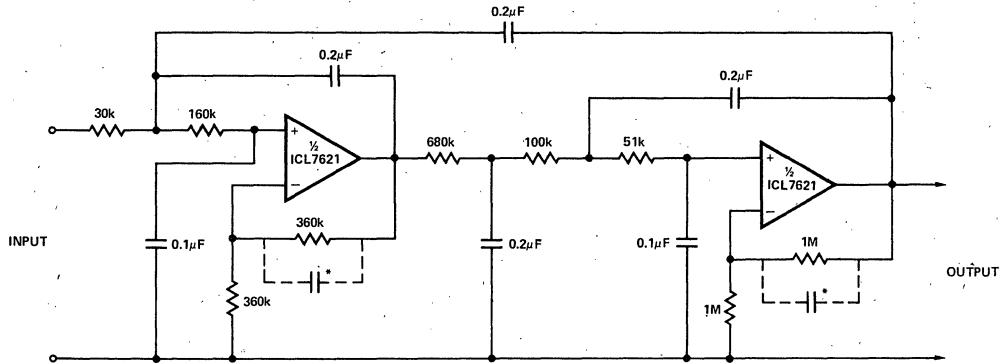 0.2μF
0.2μF
0.2μF
30k
160k
+
½
ICL7621
−
680k
100k
51k
+
½
ICL7621
−
360k
*
0.1μF
0.2μF
0.1μF
1M
*
INPUT
OUTPUT
360k
1M